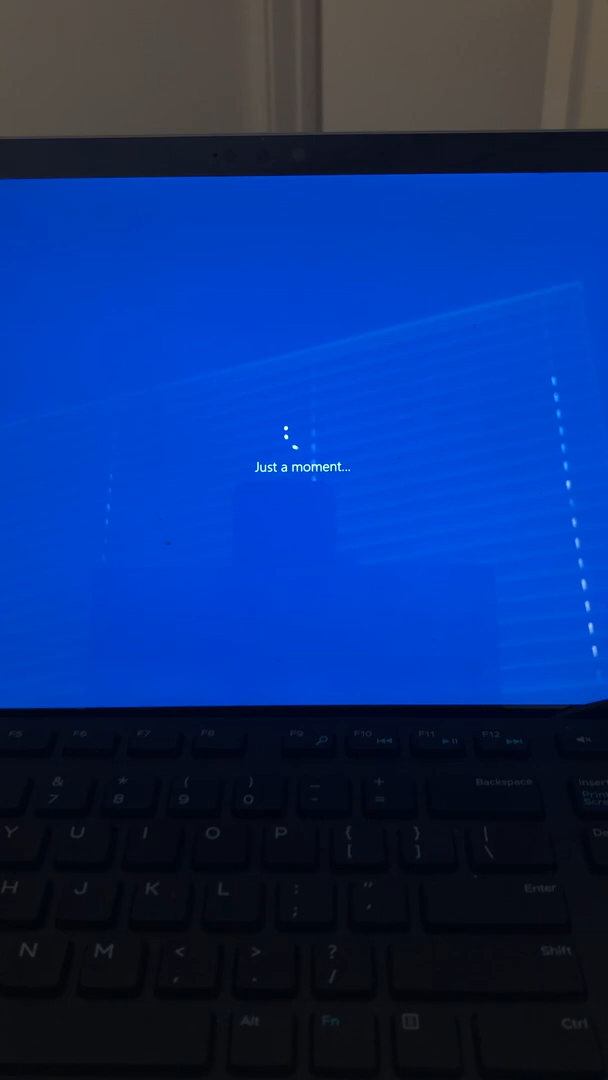 Just a moment...
F5 F6 F7 F8 F9 F10 F11 F12
& * ( ) _ + Backspace Insert
7 8 9 0 - =
Y U I O P { } |
[ ] \
H J K L : " Enter
; '
N M < > ? Shift
, . /
Alt Fn Ctrl